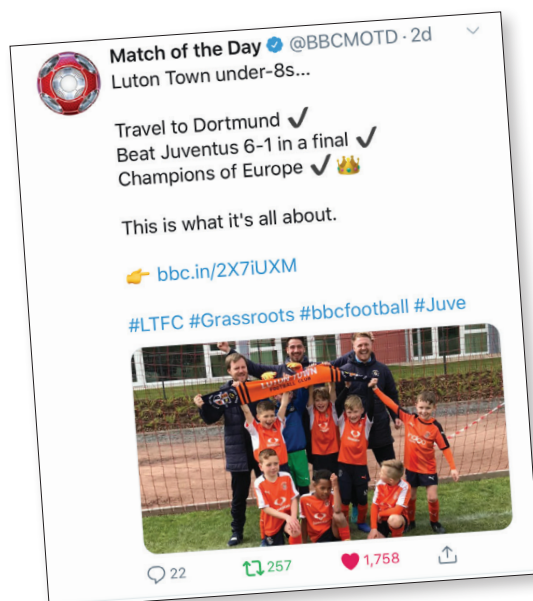 Match of the Day @BBCMOTD · 2d
Luton Town under-8s...
Travel to Dortmund ✔
Beat Juventus 6-1 in a final ✔
Champions of Europe ✔ 👑
This is what it's all about.
👉 bbc.in/2X7iUXM
#LTFC #Grassroots #bbcfootball #Juve
LUTON TOWN
FOOTBALL CLUB
22 257 1,758